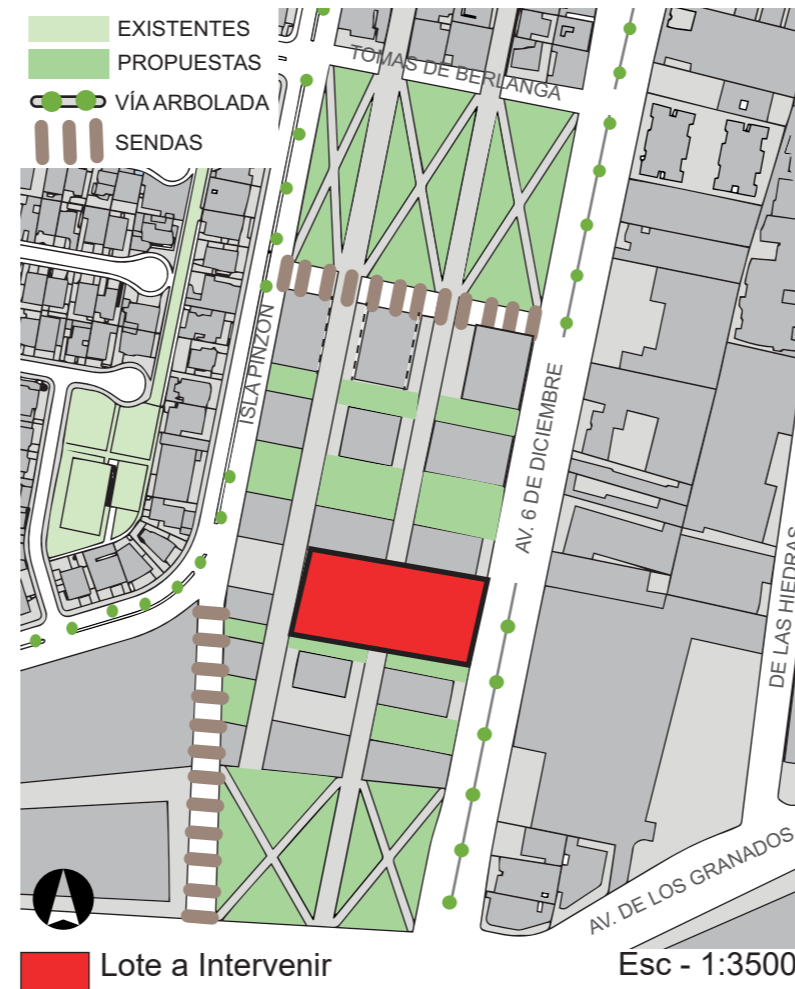 EXISTENTES
PROPUESTAS
VÍA ARBOLADA
SENDAS
TOMAS DE BERLANGA
ISLA PINZON
AV. 6 DE DICIEMBRE
DE LAS HIEDRAS
AV. DE LOS GRANADOS
Lote a Intervenir
Esc - 1:3500